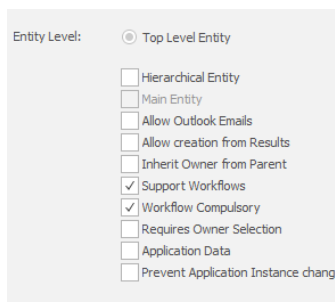 Entity Level: Top Level Entity
Hierarchical Entity
Main Entity
Allow Outlook Emails
Allow creation from Results
Inherit Owner from Parent
Support Workflows
Workflow Compulsory
Requires Owner Selection
Application Data
Prevent Application Instance chang